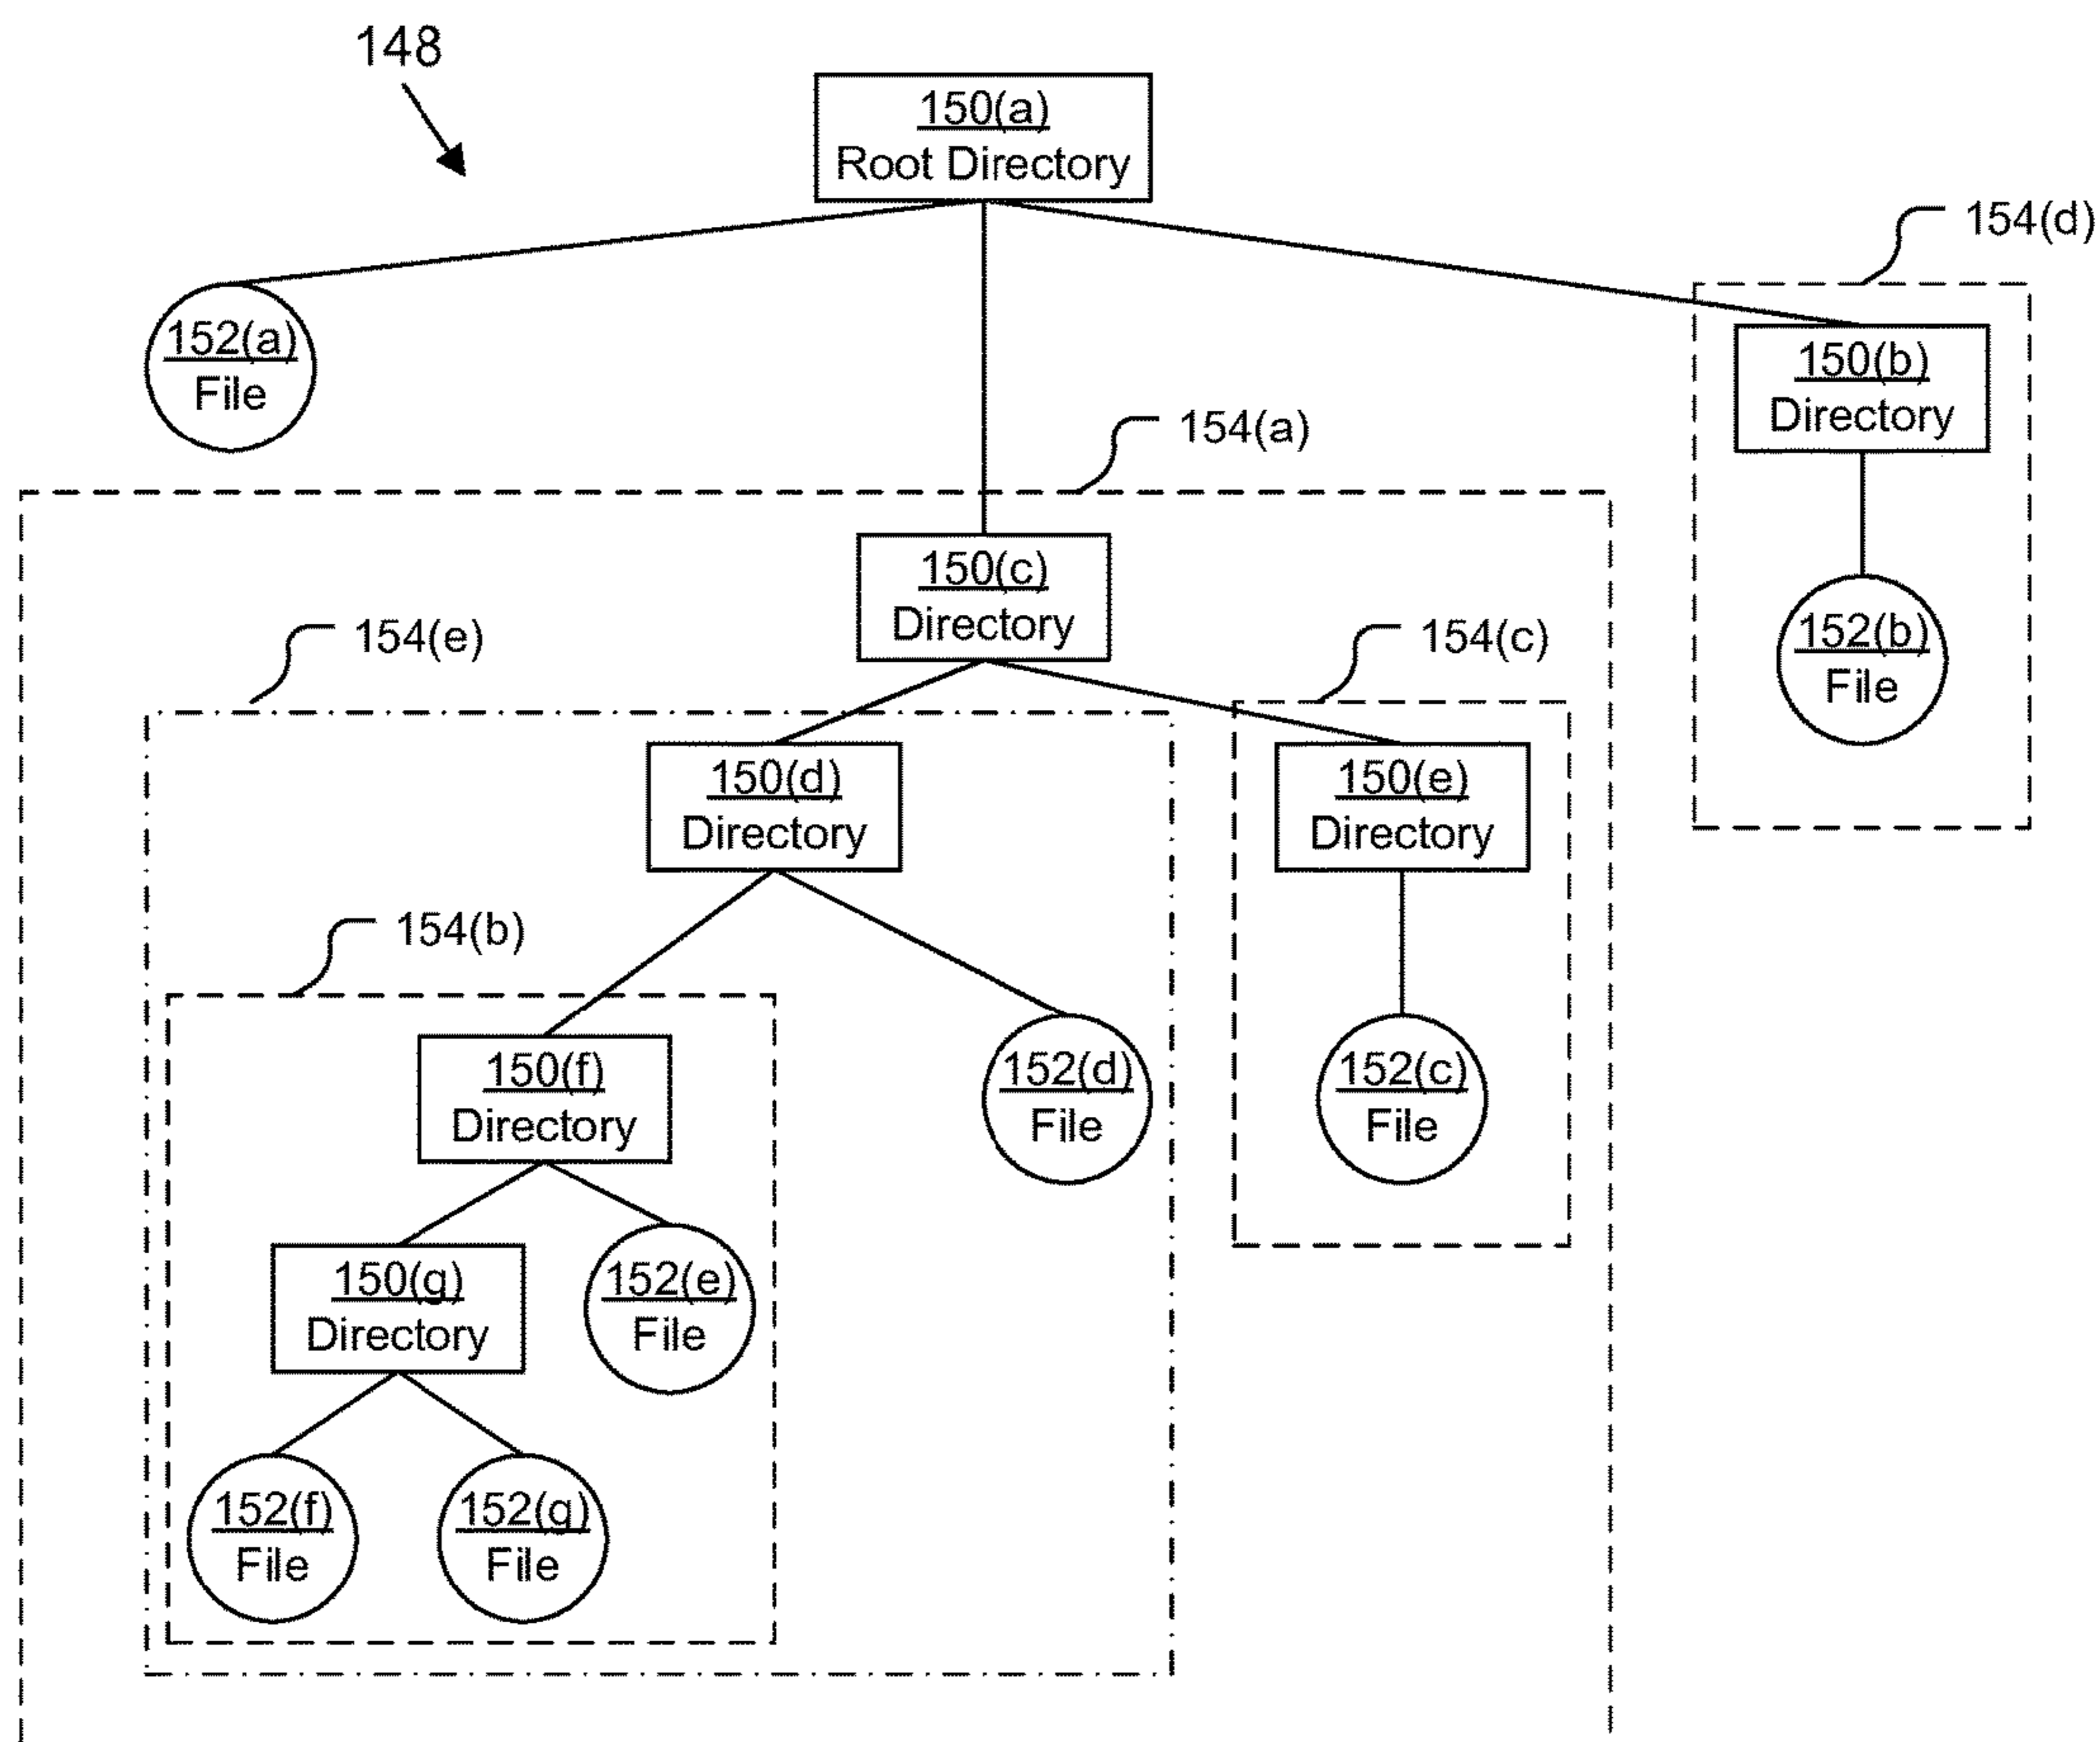 148
150(a)
Root Directory
154(d)
152(a)
File
150(b)
Directory
154(a)
150(c)
Directory
152(b)
File
154(e)
154(c)
150(d)
Directory
150(e)
Directory
154(b)
150(f)
Directory
152(d)
File
152(c)
File
150(g)
Directory
152(e)
File
152(f)
File
152(g)
File